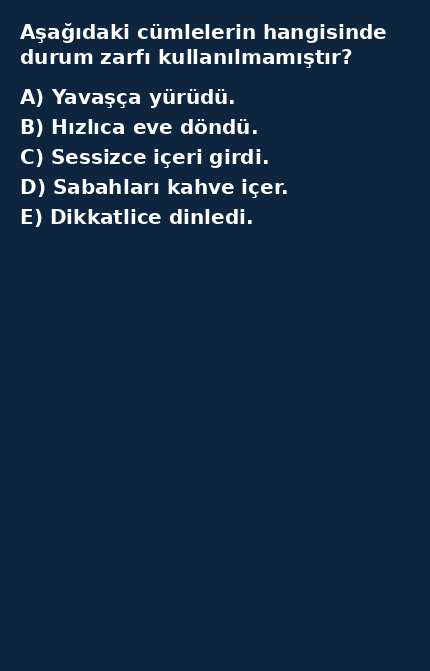 Aşağıdaki cümlelerin hangisinde
durum zarfı kullanılmamıştır?
A) Yavaşça yürüdü.
B) Hızlıca eve döndü.
C) Sessizce içeri girdi.
D) Sabahları kahve içer.
E) Dikkatlice dinledi.